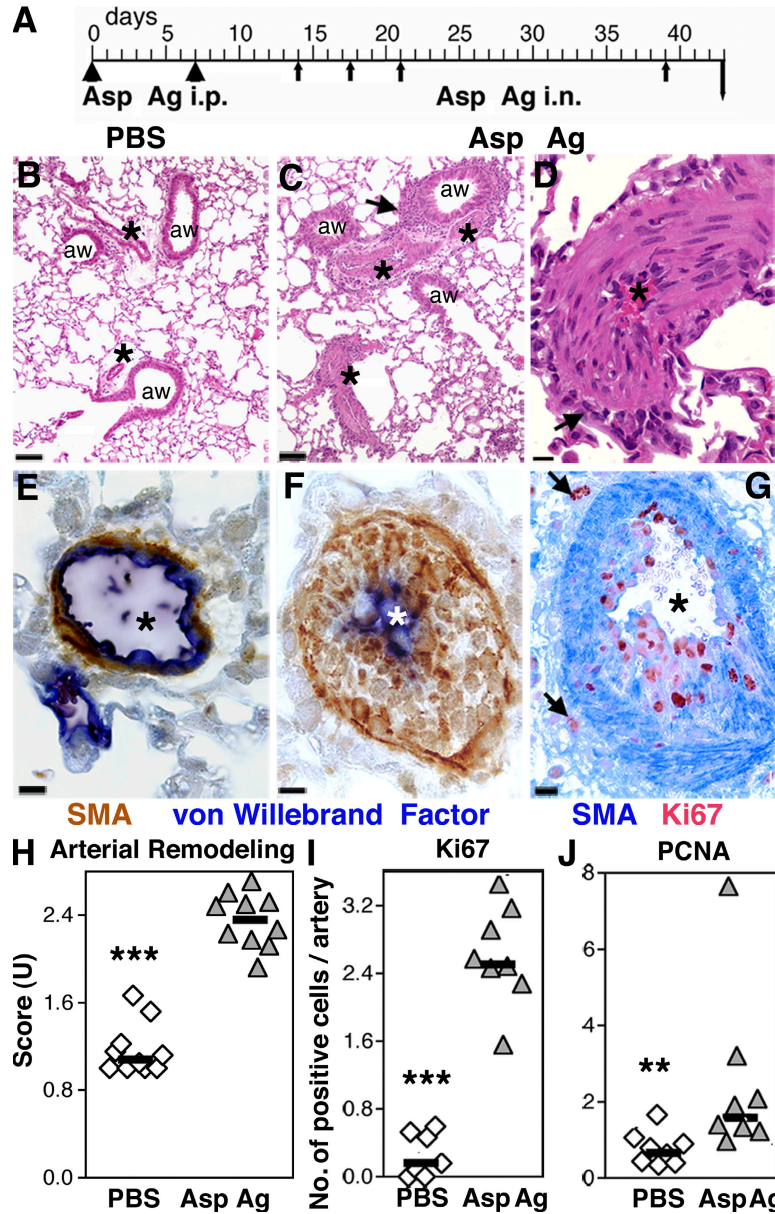 A
days
0 5 10 15 20 25 30 35 40
Asp Ag i.p. Asp Ag i.n.
PBS Asp Ag
B C D
aw aw
aw
* *
aw aw
aw
* * * *
*
E F G
* * *
SMA von Willebrand Factor SMA Ki67
H Arterial Remodeling I Ki67 J PCNA
Score (U)
2.4
1.6
0.8
0.0
***
PBS Asp Ag
No. of positive cells / artery
3.2
2.4
1.6
0.8
0.0
***
PBS Asp Ag
8
6
4
2
0
**
PBS Asp Ag